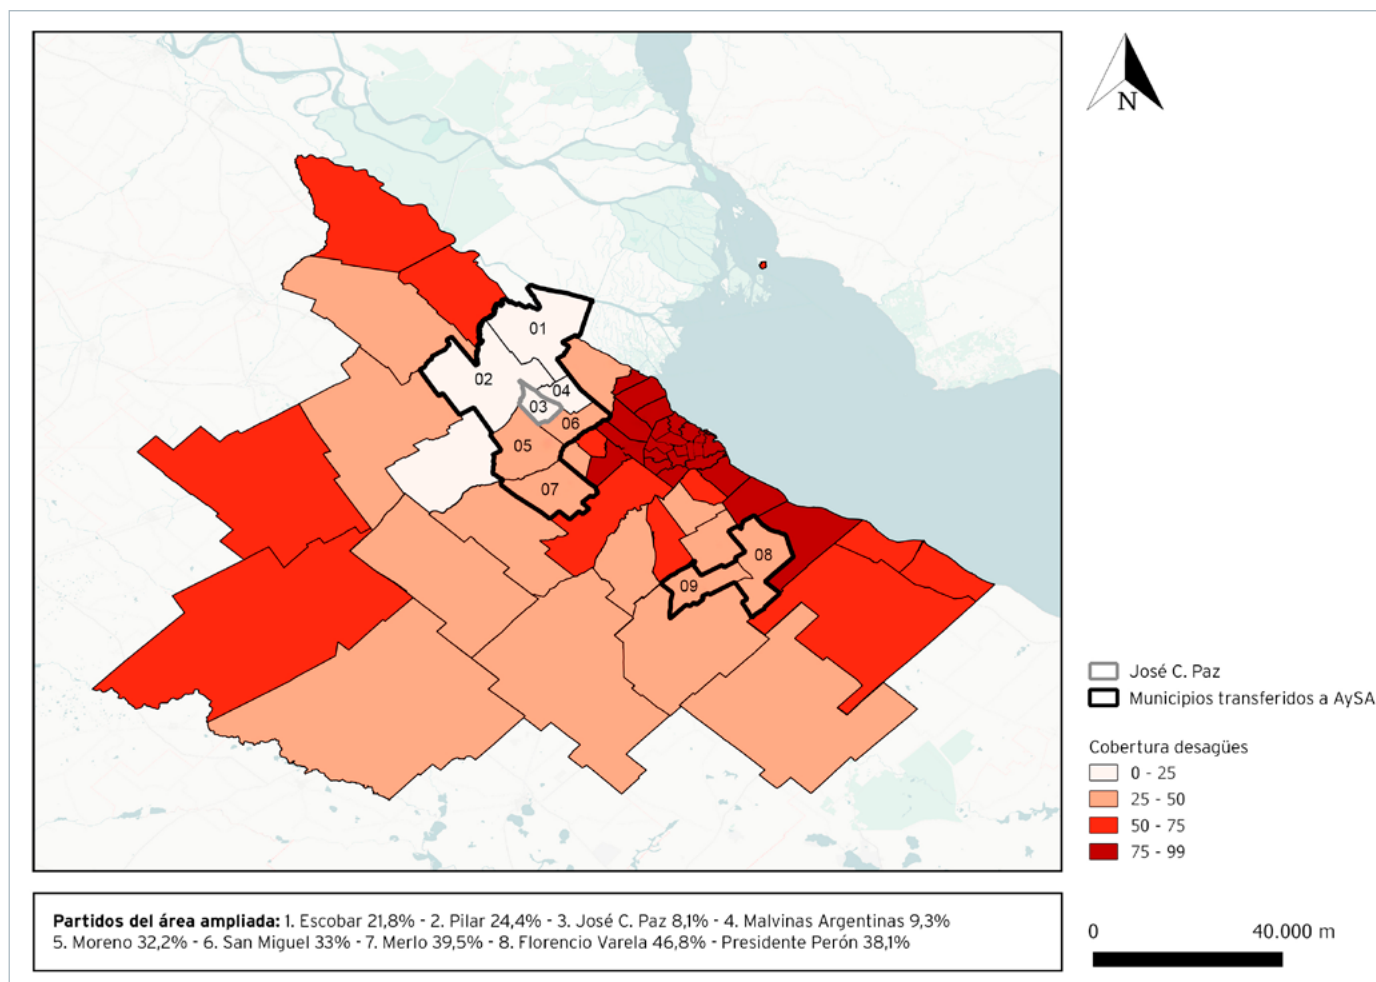 N
01
02
04
03
06
05
07
08
09
José C. Paz
Municipios transferidos a AySA
Cobertura desagües
0 - 25
25 - 50
50 - 75
75 - 99
Partidos del área ampliada: 1. Escobar 21,8% - 2. Pilar 24,4% - 3. José C. Paz 8,1% - 4. Malvinas Argentinas 9,3%
5. Moreno 32,2% - 6. San Miguel 33% - 7. Merlo 39,5% - 8. Florencio Varela 46,8% - Presidente Perón 38,1%
0 40.000 m